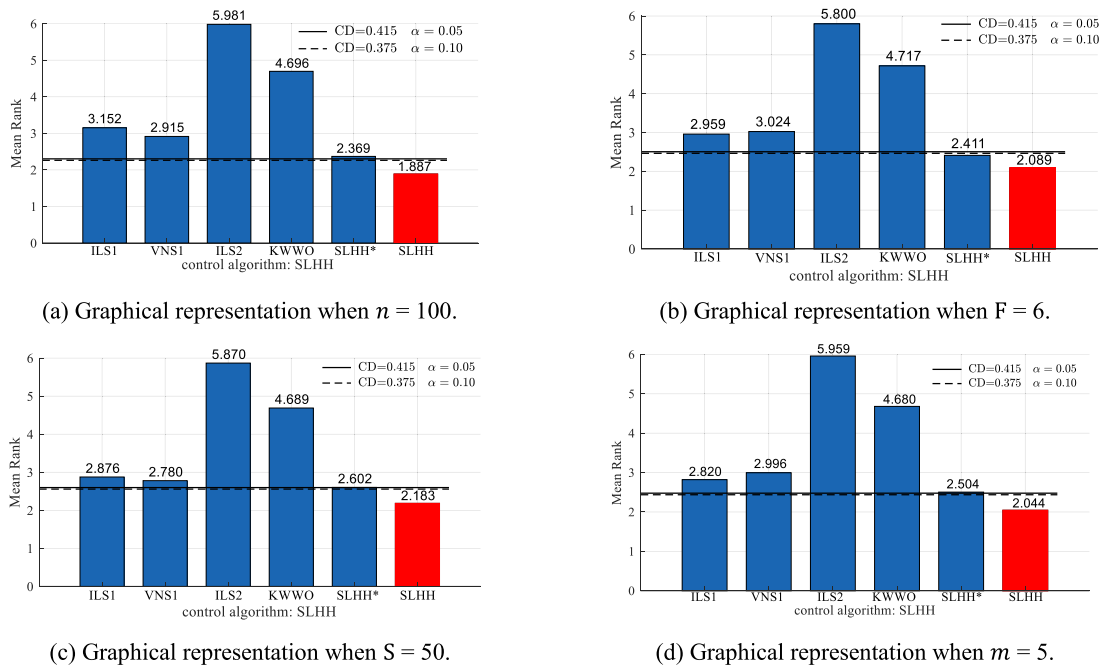 6
5
4
3
2
1
0
Mean Rank
3.152
2.915
5.981
4.696
2.369
1.887
CD=0.415 α = 0.05
CD=0.375 α = 0.10
ILS1 VNS1 ILS2 KWWO SLHH* SLHH
control algorithm: SLHH
(a) Graphical representation when n = 100.
6
5
4
3
2
1
0
Mean Rank
2.959
3.024
5.800
4.717
2.411
2.089
CD=0.415 α = 0.05
CD=0.375 α = 0.10
ILS1 VNS1 ILS2 KWWO SLHH* SLHH
control algorithm: SLHH
(b) Graphical representation when F = 6.
6
5
4
3
2
1
0
Mean Rank
2.876
2.780
5.870
4.689
2.602
2.183
CD=0.415 α = 0.05
CD=0.375 α = 0.10
ILS1 VNS1 ILS2 KWWO SLHH* SLHH
control algorithm: SLHH
(c) Graphical representation when S = 50.
6
5
4
3
2
1
0
Mean Rank
2.820
2.996
5.959
4.680
2.504
2.044
CD=0.415 α = 0.05
CD=0.375 α = 0.10
ILS1 VNS1 ILS2 KWWO SLHH* SLHH
control algorithm: SLHH
(d) Graphical representation when m = 5.